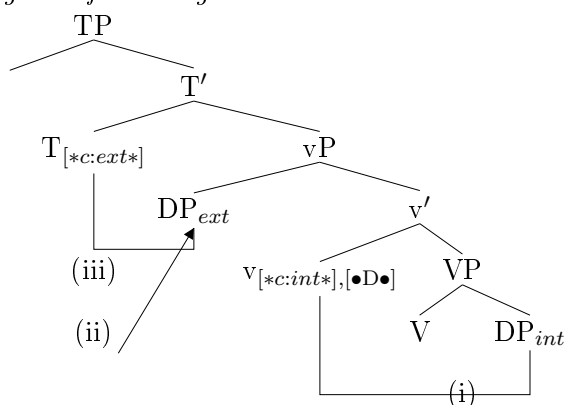 TP
T′
T[∗c:ext∗]
vP
DPext
v′
(iii)
v[∗c:int∗],[●D●]
VP
(ii)
V
DPint
(i)